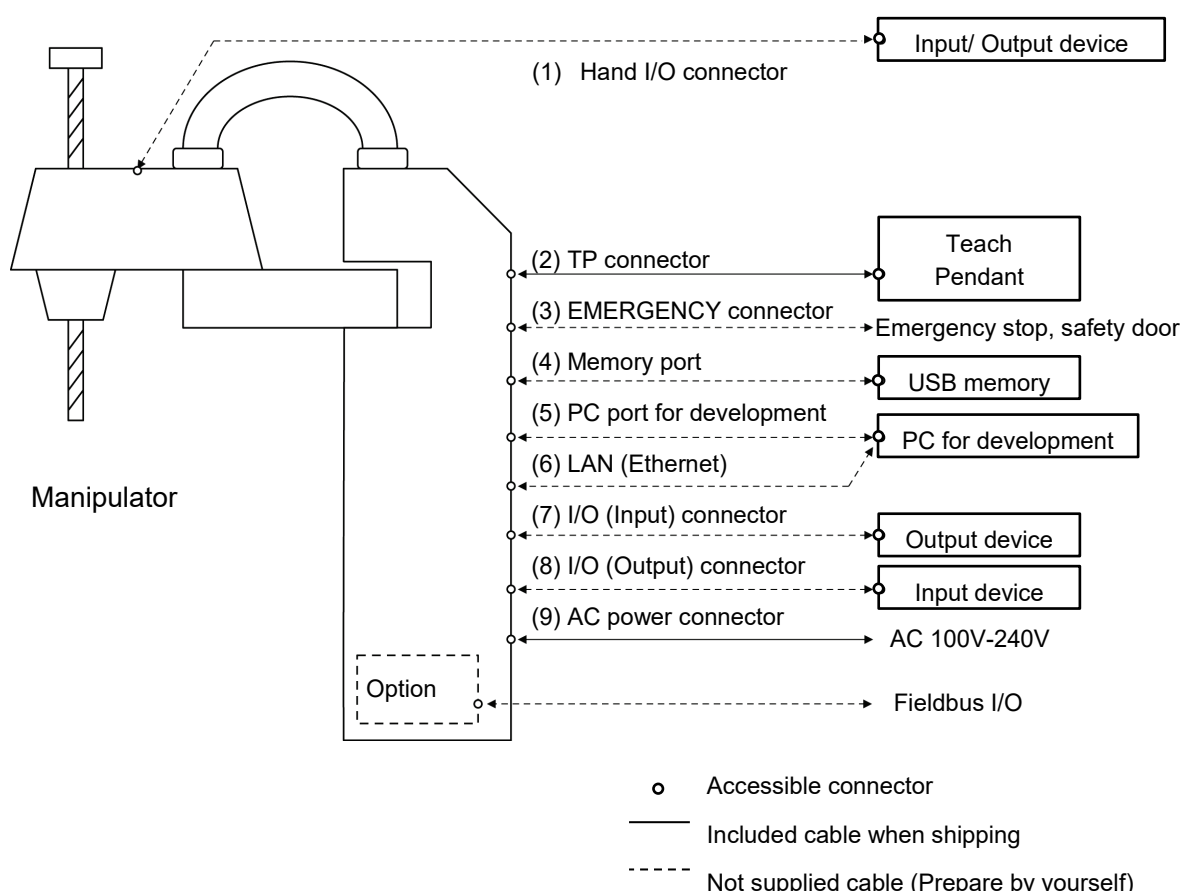 Input/ Output device
(1) Hand I/O connector
(2) TP connector
Teach
Pendant
(3) EMERGENCY connector
Emergency stop, safety door
(4) Memory port
USB memory
(5) PC port for development
PC for development
(6) LAN (Ethernet)
Manipulator
(7) I/O (Input) connector
Output device
(8) I/O (Output) connector
Input device
(9) AC power connector
AC 100V-240V
Option
Fieldbus I/O
Accessible connector
Included cable when shipping
Not supplied cable (Prepare by yourself)